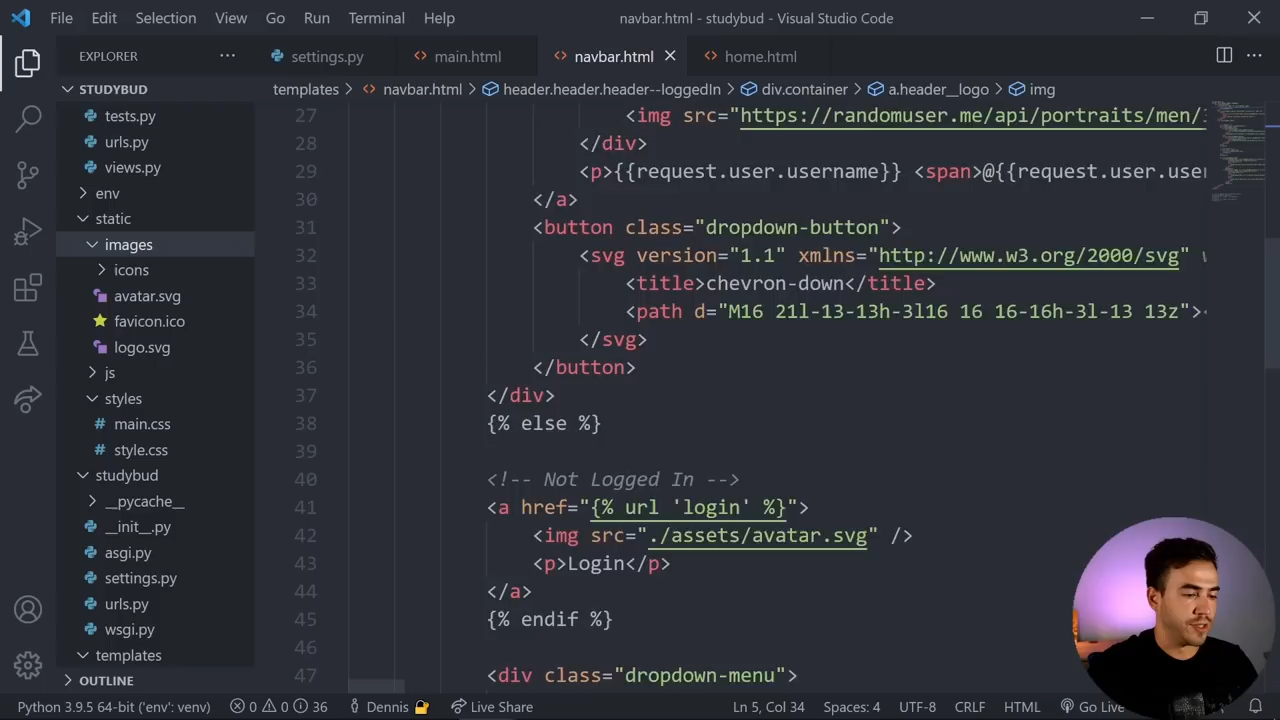 File Edit Selection View Go Run Terminal Help navbar.html - studybud - Visual Studio Code
EXPLORER ··· settings.py main.html navbar.html home.html ···
STUDYBUD
templates > navbar.html > header.header.header--loggedIn > div.container > a.header__logo > img
tests.py
urls.py
views.py
env
static
images
icons
avatar.svg
favicon.ico
logo.svg
js
styles
main.css
style.css
studybud
__pycache__
__init__.py
asgi.py
settings.py
urls.py
wsgi.py
templates
OUTLINE
27 <img src="https://randomuser.me/api/portraits/men/
28 </div>
29 <p>{{request.user.username}} <span>@{{request.user.use
30 </a>
31 <button class="dropdown-button">
32 <svg version="1.1" xmlns="http://www.w3.org/2000/svg"
33 <title>chevron-down</title>
34 <path d="M16 21l-13-13h-3l16 16 16-16h-3l-13 13z">
35 </svg>
36 </button>
37 </div>
38 {% else %}
39
40 <!-- Not Logged In -->
41 <a href="{% url 'login' %}">
42 <img src="./assets/avatar.svg" />
43 <p>Login</p>
44 </a>
45 {% endif %}
46
47 <div class="dropdown-menu">
Python 3.9.5 64-bit ('env': venv) 0 0 36 Dennis 🔐 Live Share Ln 5, Col 34 Spaces: 4 UTF-8 CRLF HTML Go Live